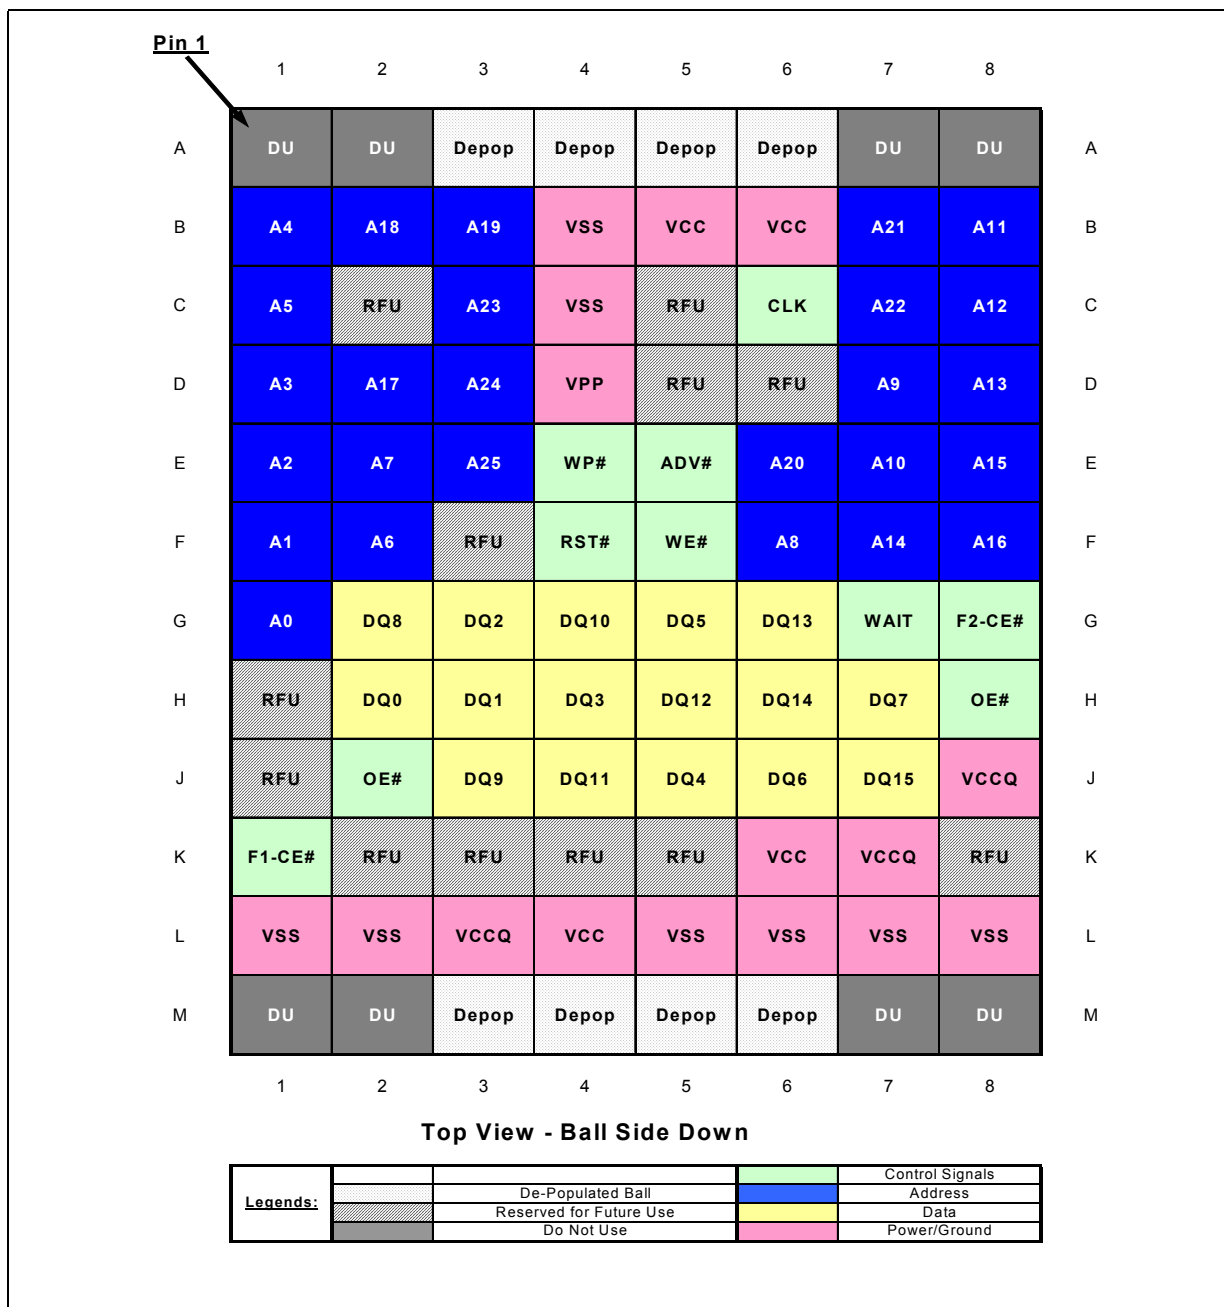 Pin 1
1 2 3 4 5 6 7 8
A DU DU Depop Depop Depop Depop DU DU A
B A4 A18 A19 VSS VCC VCC A21 A11 B
C A5 RFU A23 VSS RFU CLK A22 A12 C
D A3 A17 A24 VPP RFU RFU A9 A13 D
E A2 A7 A25 WP# ADV# A20 A10 A15 E
F A1 A6 RFU RST# WE# A8 A14 A16 F
G A0 DQ8 DQ2 DQ10 DQ5 DQ13 WAIT F2-CE# G
H RFU DQ0 DQ1 DQ3 DQ12 DQ14 DQ7 OE# H
J RFU OE# DQ9 DQ11 DQ4 DQ6 DQ15 VCCQ J
K F1-CE# RFU RFU RFU RFU VCC VCCQ RFU K
L VSS VSS VCCQ VCC VSS VSS VSS VSS L
M DU DU Depop Depop Depop Depop DU DU M
1 2 3 4 5 6 7 8
Top View - Ball Side Down
Legends:
Control Signals
De-Populated Ball Address
Reserved for Future Use Data
Do Not Use Power/Ground